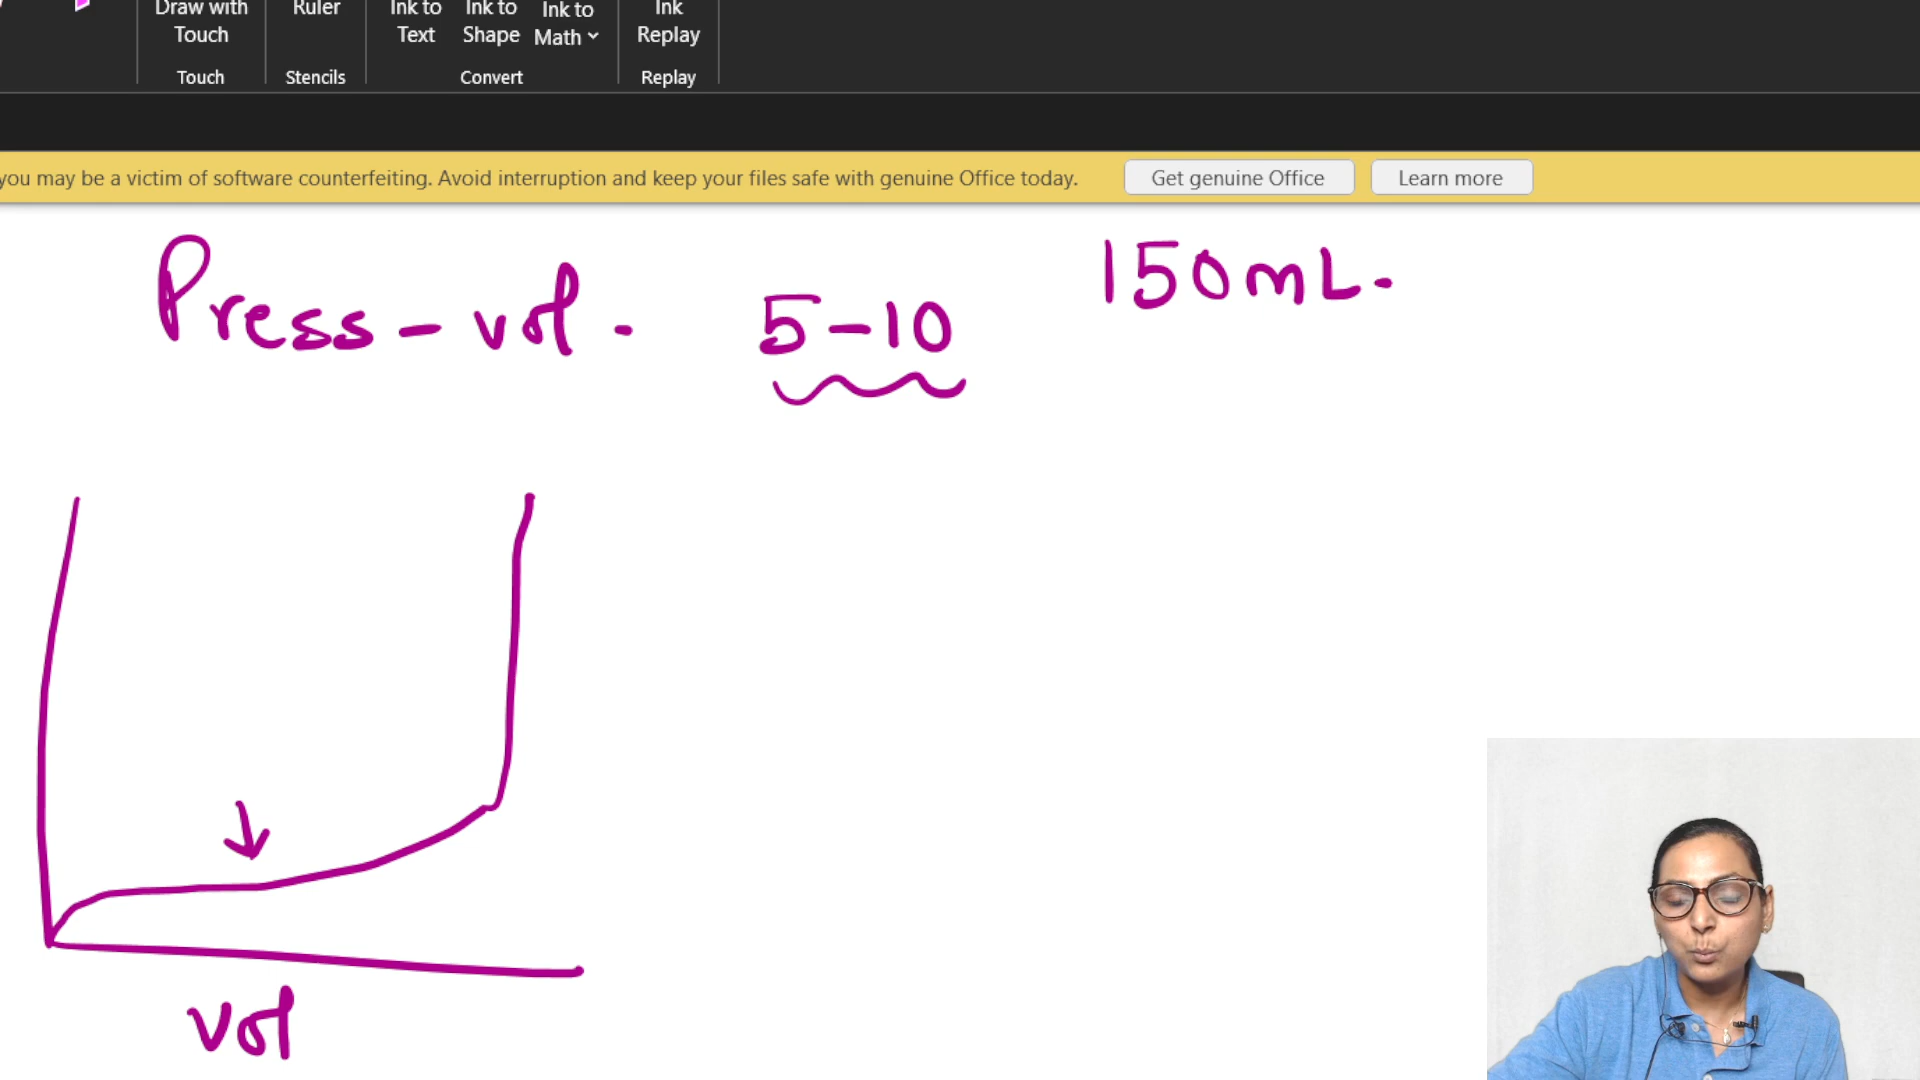 Draw with Touch
Ruler
Ink to Text
Ink to Shape
Ink to Math
Ink Replay
Touch
Stencils
Convert
Replay
you may be a victim of software counterfeiting. Avoid interruption and keep your files safe with genuine Office today.
Get genuine Office
Learn more
Press - vol.
5-10
150mL.
vol